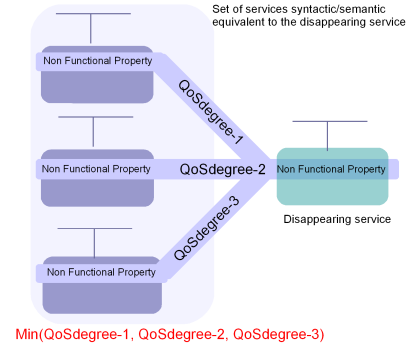 Set of services syntactic/semantic
equivalent to the disappearing service
Non Functional Property
QoSdegree-1
Non Functional Property
QoSdegree-2
Non Functional Property
Disappearing service
QoSdegree-3
Non Functional Property
Min(QoSdegree-1, QoSdegree-2, QoSdegree-3)